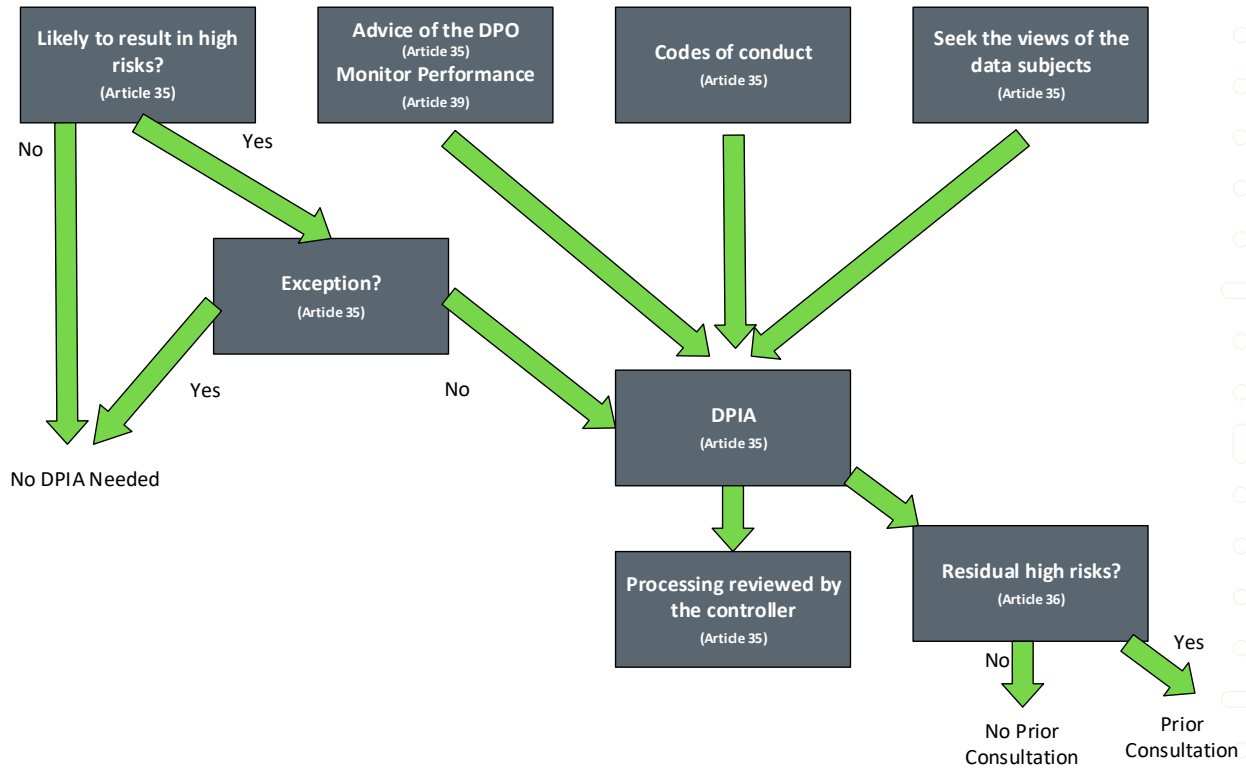 Likely to result in high
risks?
(Article 35)
Advice of the DPO
(Article 35)
Monitor Performance
(Article 39)
Codes of conduct
(Article 35)
Seek the views of the
data subjects
(Article 35)
No
Yes
Exception?
(Article 35)
Yes
No
No DPIA Needed
DPIA
(Article 35)
Processing reviewed by
the controller
(Article 35)
Residual high risks?
(Article 36)
No
Yes
No Prior
Consultation
Prior
Consultation